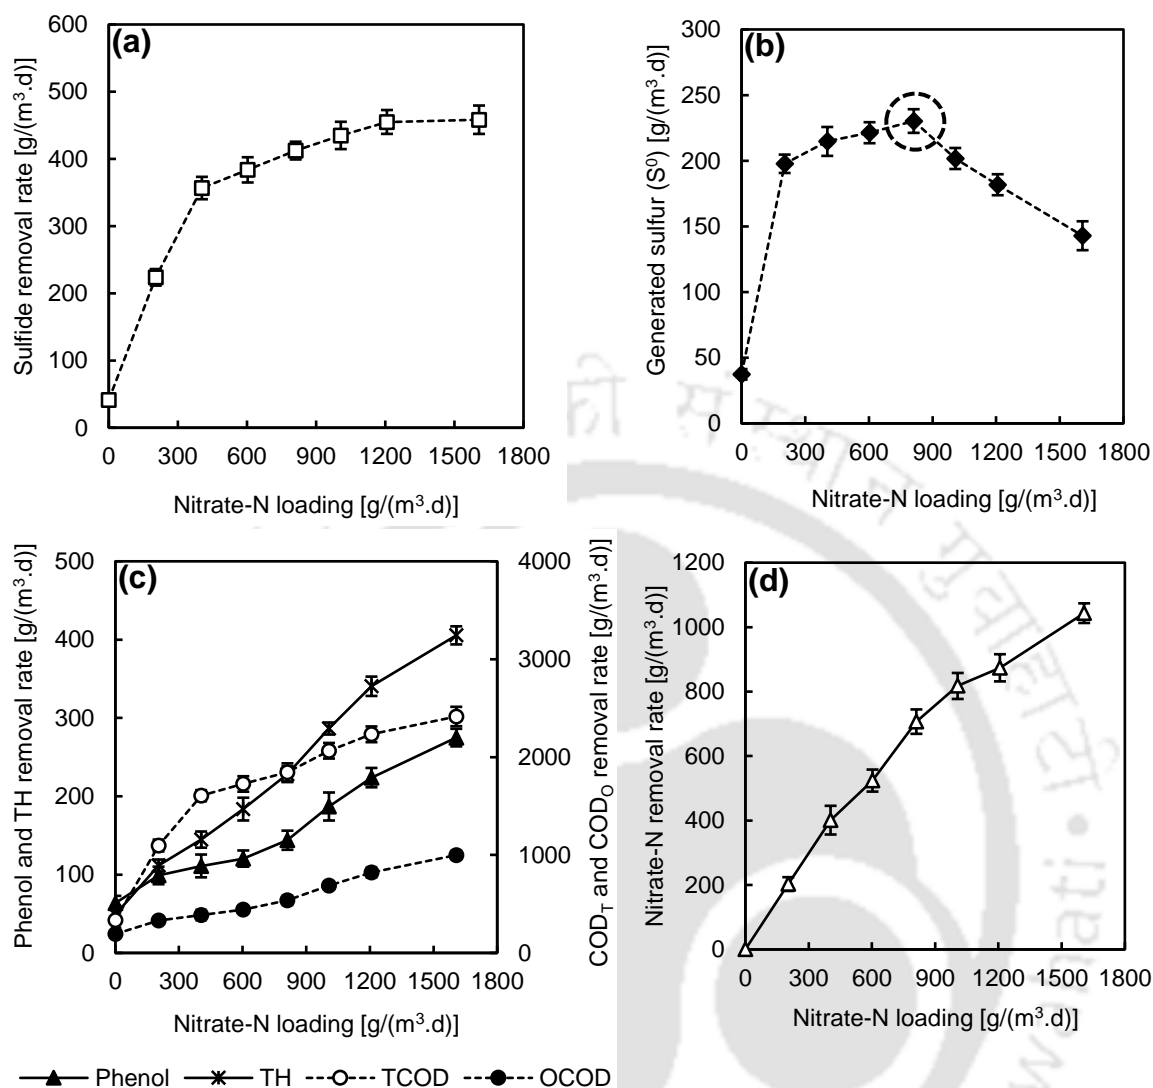 (a)
Sulfide removal rate [g/(m³.d)]
600
500
400
300
200
100
0
0 300 600 900 1200 1500 1800
Nitrate-N loading [g/(m³.d)]
(b)
Generated sulfur (S⁰) [g/(m³.d)]
300
250
200
150
100
50
0
0 300 600 900 1200 1500 1800
Nitrate-N loading [g/(m³.d)]
(c)
Phenol and TH removal rate [g/(m³.d)]
500
400
300
200
100
0
4000
3000
2000
1000
0
COD_T and COD_O removal rate [g/(m³.d)]
0 300 600 900 1200 1500 1800
Nitrate-N loading [g/(m³.d)]
(d)
Nitrate-N removal rate [g/(m³.d)]
1200
1000
800
600
400
200
0
0 300 600 900 1200 1500 1800
Nitrate-N loading [g/(m³.d)]
Phenol TH TCOD OCOD